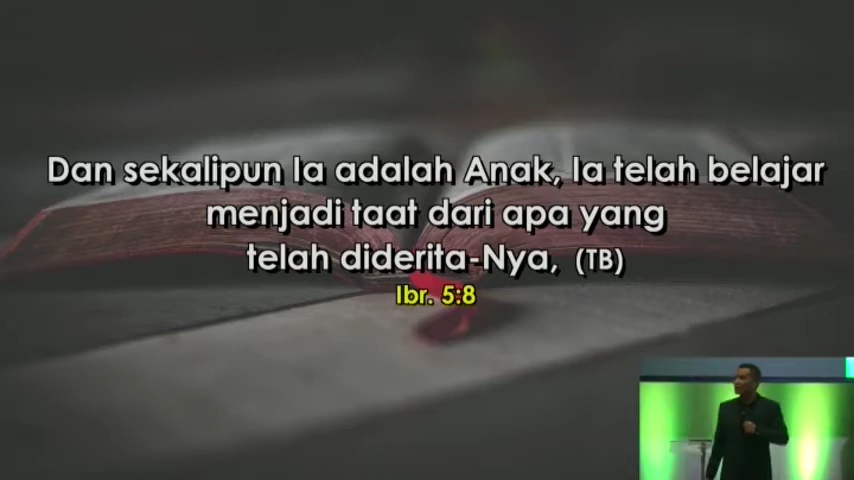 Dan sekalipun Ia adalah Anak, Ia telah belajar
menjadi taat dari apa yang
telah diderita-Nya, (TB)
Ibr. 5:8